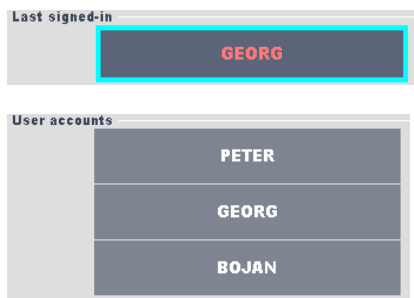 Last signed-in
GEORG
User accounts
PETER
GEORG
BOJAN